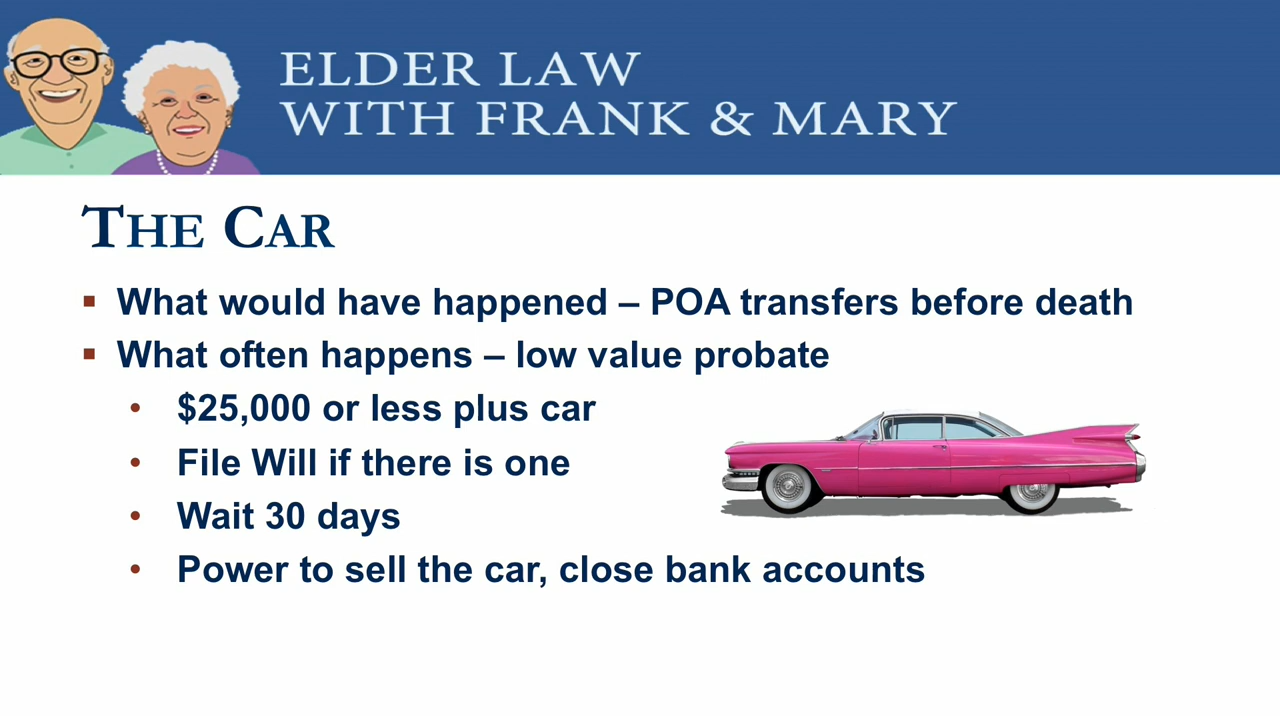 ELDER LAW
WITH FRANK & MARY
THE CAR
▪ What would have happened – POA transfers before death
▪ What often happens – low value probate
• $25,000 or less plus car
• File Will if there is one
• Wait 30 days
• Power to sell the car, close bank accounts